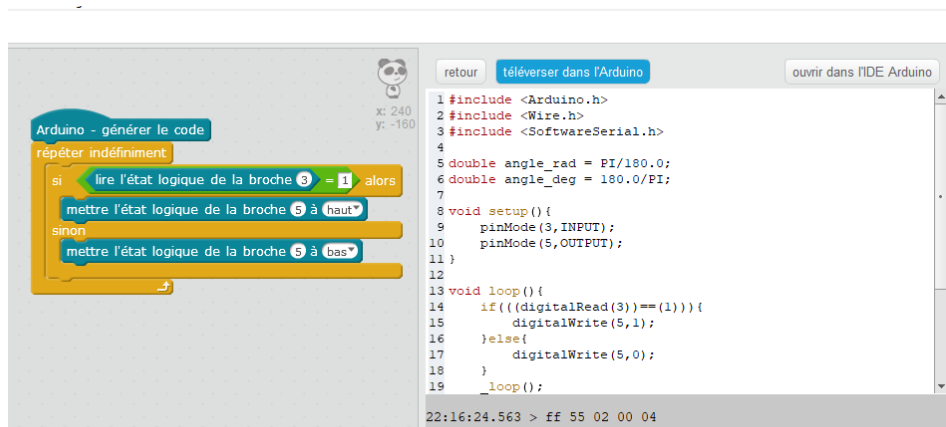 x: 240
y: -160
Arduino - générer le code
répéter indéfiniment
si lire l'état logique de la broche 3 = 1 alors
mettre l'état logique de la broche 5 à haut
sinon
mettre l'état logique de la broche 5 à bas
retour téléverser dans l'Arduino ouvrir dans l'IDE Arduino
1 #include <Arduino.h>
2 #include <Wire.h>
3 #include <SoftwareSerial.h>
4
5 double angle_rad = PI/180.0;
6 double angle_deg = 180.0/PI;
7
8 void setup(){
9 pinMode(3,INPUT);
10 pinMode(5,OUTPUT);
11 }
12
13 void loop(){
14 if(((digitalRead(3))==(1))){
15 digitalWrite(5,1);
16 }else{
17 digitalWrite(5,0);
18 }
19 _loop();
22:16:24.563 > ff 55 02 00 04